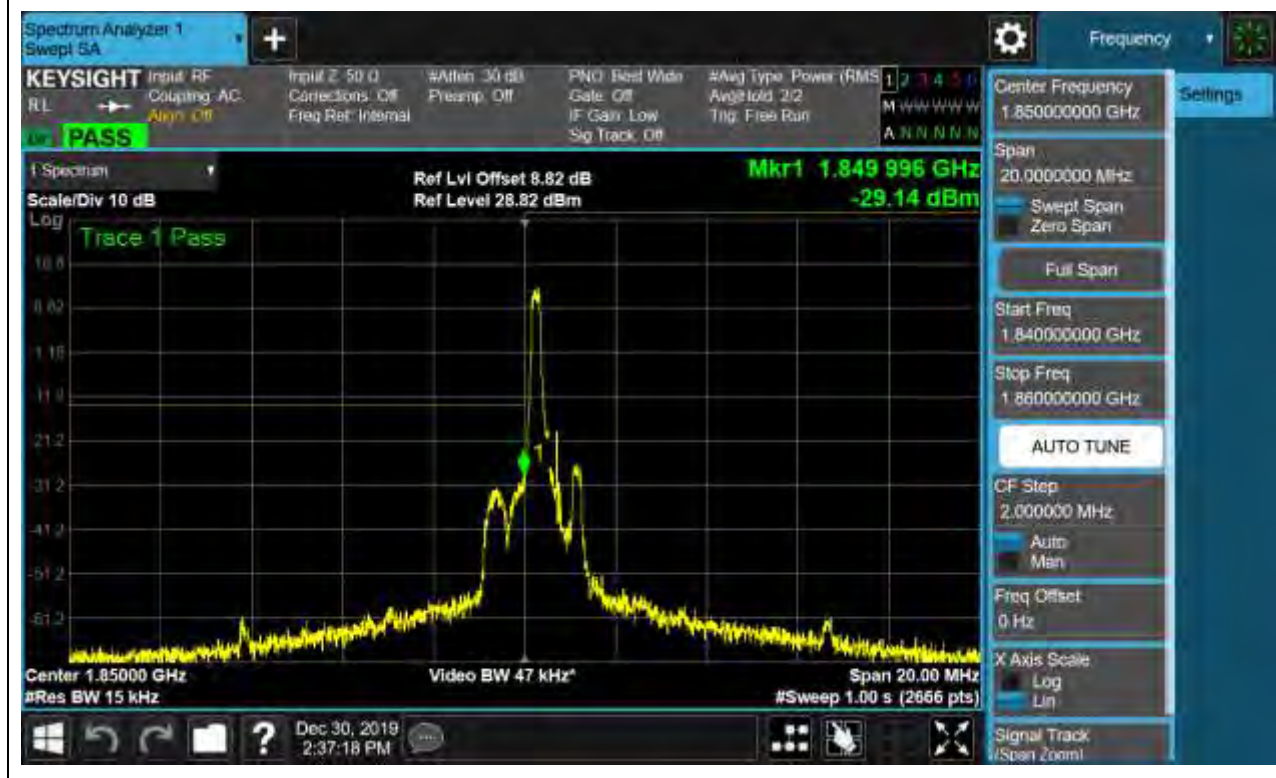 Spectrum Analyzer 1
Swept SA
Frequency
KEYSIGHT
RL
Input: RF
Coupling: AC
Align: Off
Input Z: 50 Ω
Corrections: Off
Freq Ref: Internal
#Atten: 30 dB
Preamp: Off
PNO: Best Wide
Gate: Off
IF Gain: Low
Sig Track: Off
#Avg Type: Power (RMS
Avg|Hold: 2/2
Trig: Free Run
1 2 3 4 5 6
M W W W W W
A N N N N N
PASS
1 Spectrum
Scale/Div 10 dB
Ref Lvl Offset 8.82 dB
Ref Level 28.82 dBm
Mkr1 1.849 996 GHz
-29.14 dBm
Log
Trace 1 Pass
18.8
8.82
-1.18
-11.2
-21.2
-31.2
-41.2
-51.2
-61.2
1
Center 1.85000 GHz
#Res BW 15 kHz
Video BW 47 kHz*
Span 20.00 MHz
#Sweep 1.00 s (2666 pts)
Dec 30, 2019
2:37:18 PM
Center Frequency
1.850000000 GHz
Settings
Span
20.0000000 MHz
Swept Span
Zero Span
Full Span
Start Freq
1.840000000 GHz
Stop Freq
1.860000000 GHz
AUTO TUNE
CF Step
2.000000 MHz
Auto
Man
Freq Offset
0 Hz
X Axis Scale
Log
Lin
Signal Track
(Span Zoom)